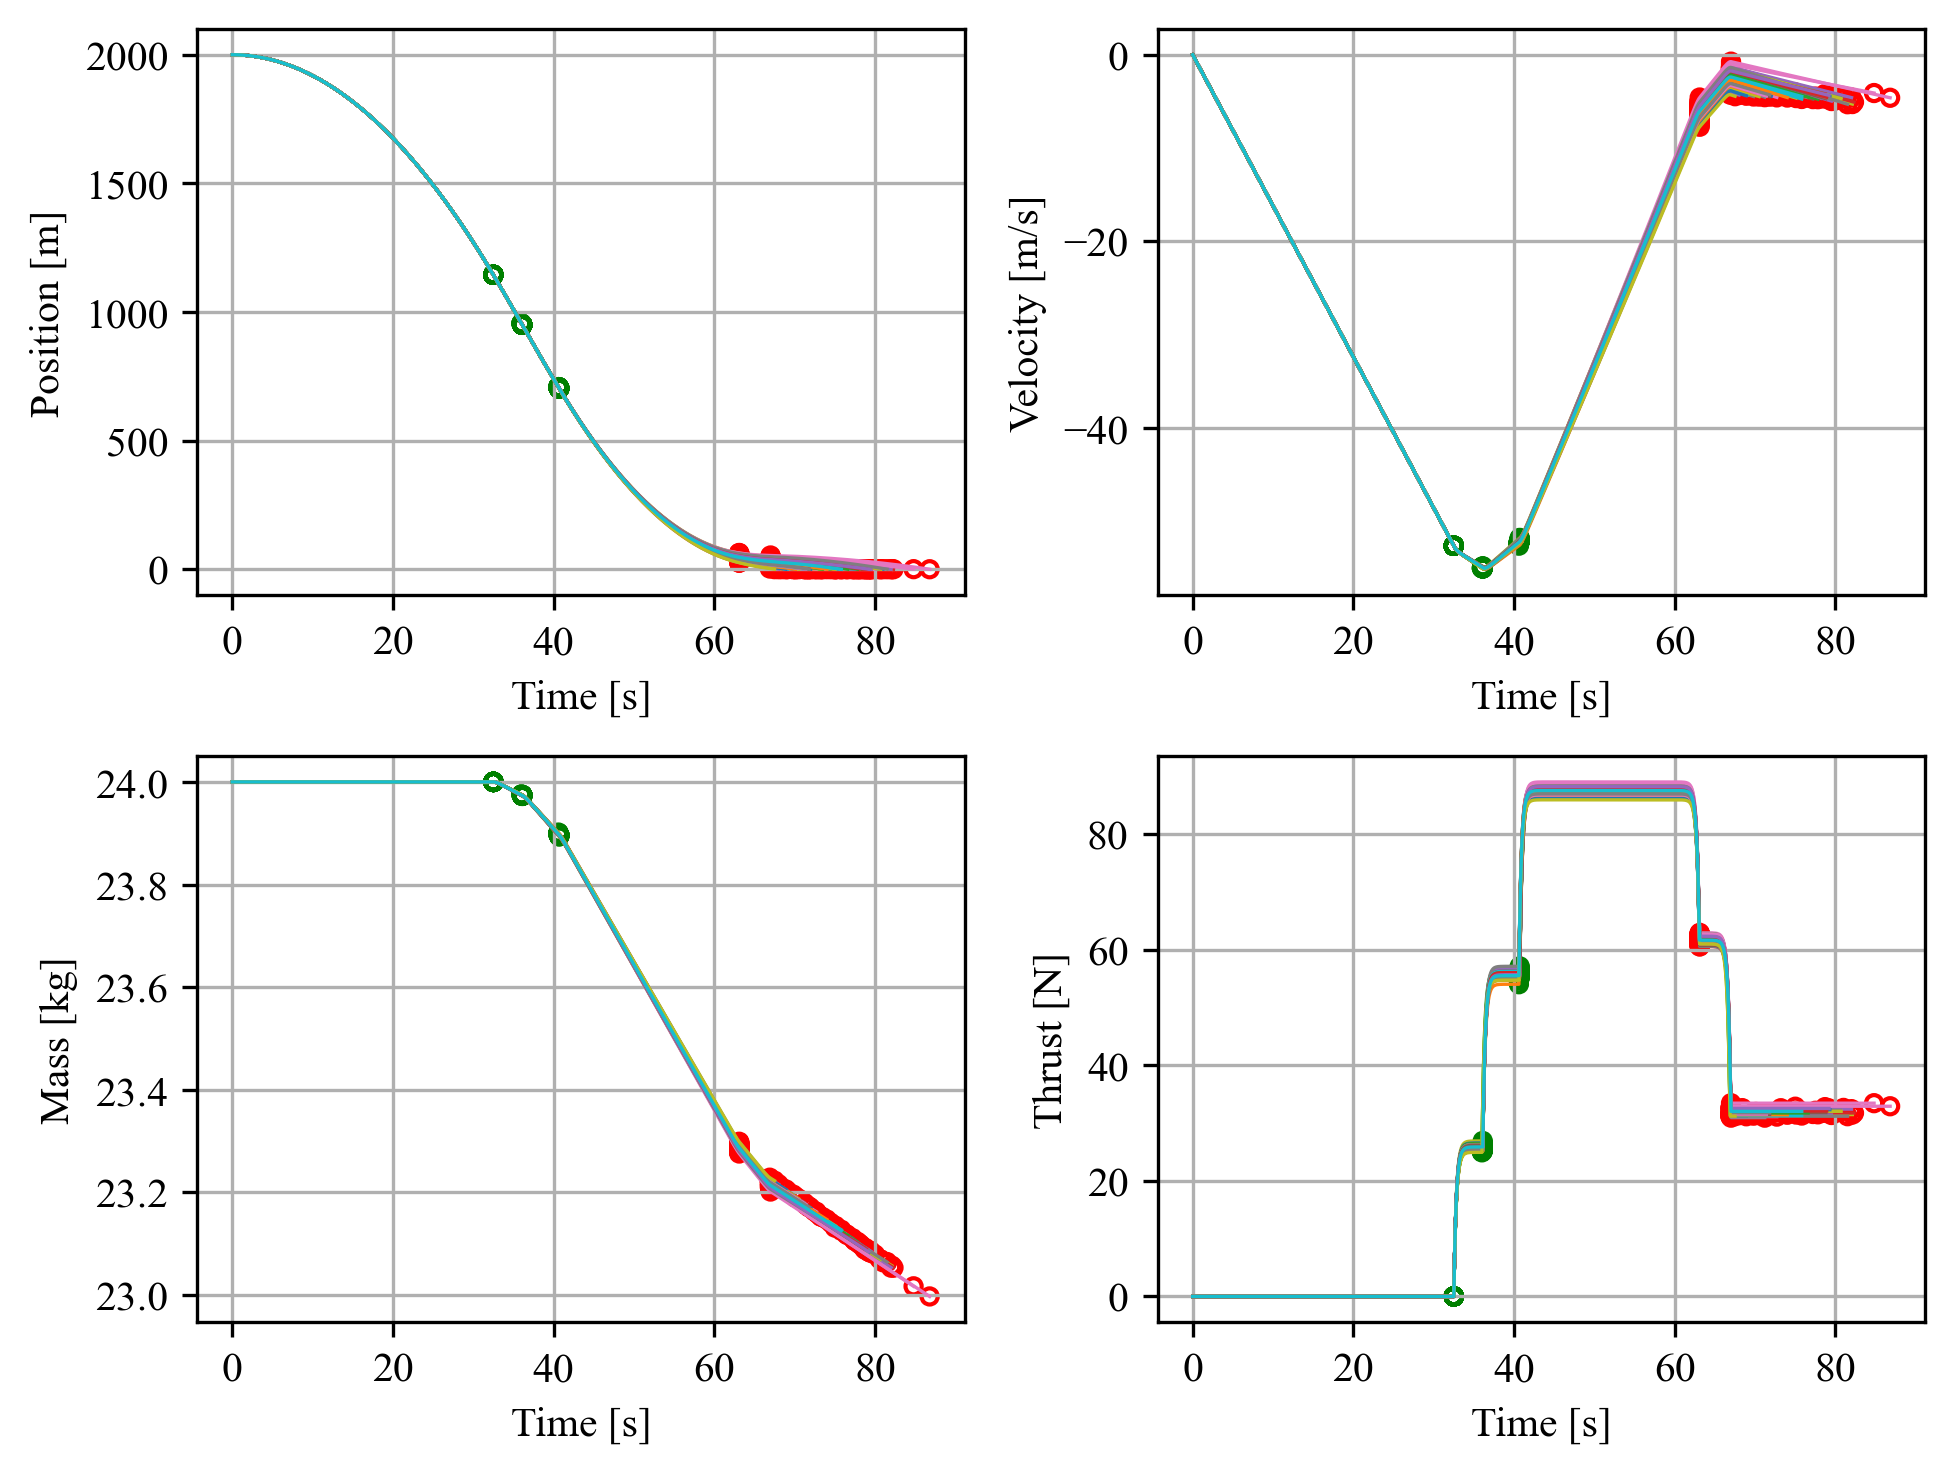 2000
1500
1000
500
0
Position [m]
0 20 40 60 80
Time [s]
0
−20
−40
Velocity [m/s]
0 20 40 60 80
Time [s]
24.0
23.8
23.6
23.4
23.2
23.0
Mass [kg]
0 20 40 60 80
Time [s]
80
60
40
20
0
Thrust [N]
0 20 40 60 80
Time [s]